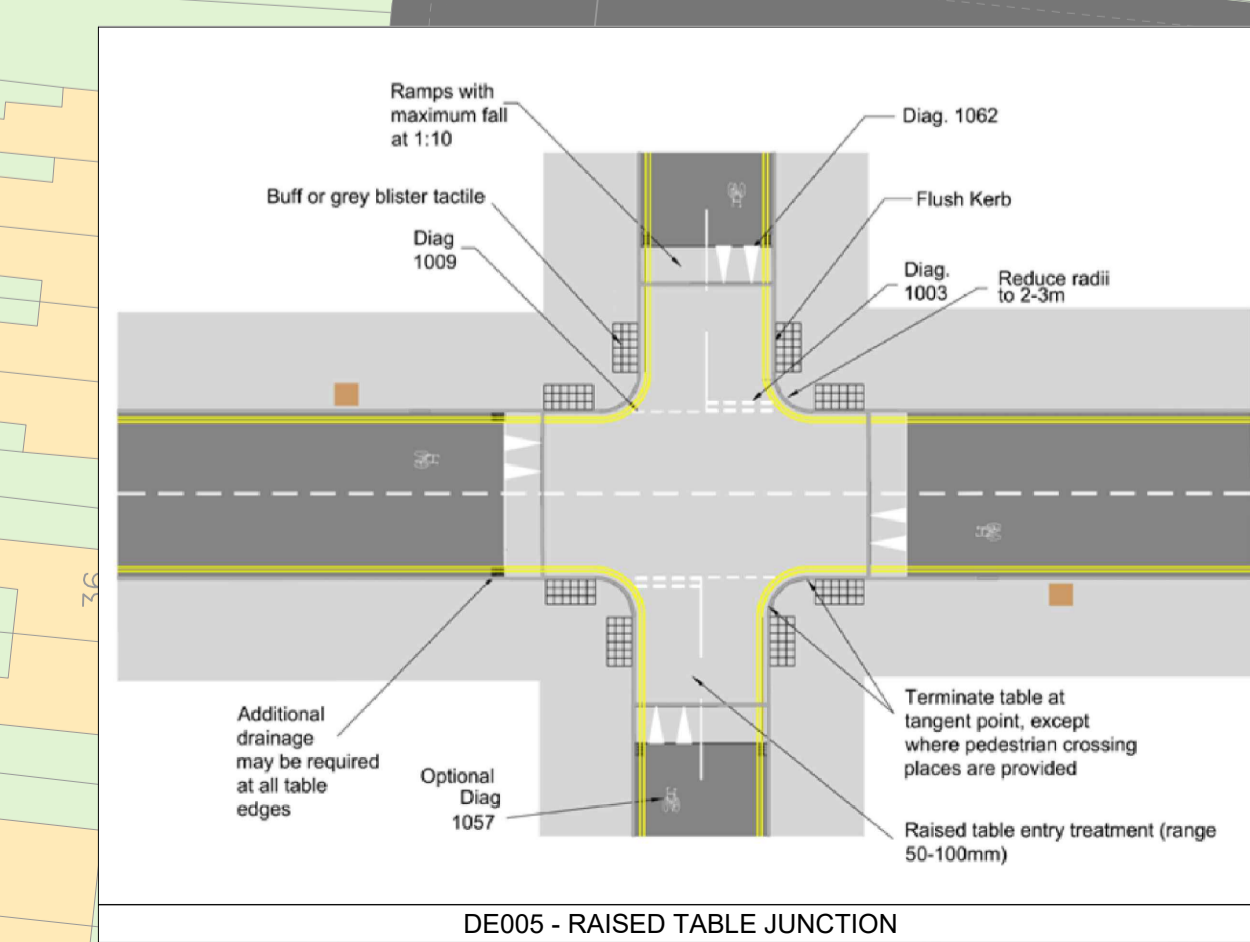 Ramps with
maximum fall
at 1:10
Diag. 1062
Buff or grey blister tactile
Flush Kerb
Diag
1009
Diag.
1003
Reduce radii
to 2-3m
36
Additional
drainage
may be required
at all table
edges
Optional
Diag
1057
Terminate table at
tangent point, except
where pedestrian crossing
places are provided
Raised table entry treatment (range
50-100mm)
DE005 - RAISED TABLE JUNCTION